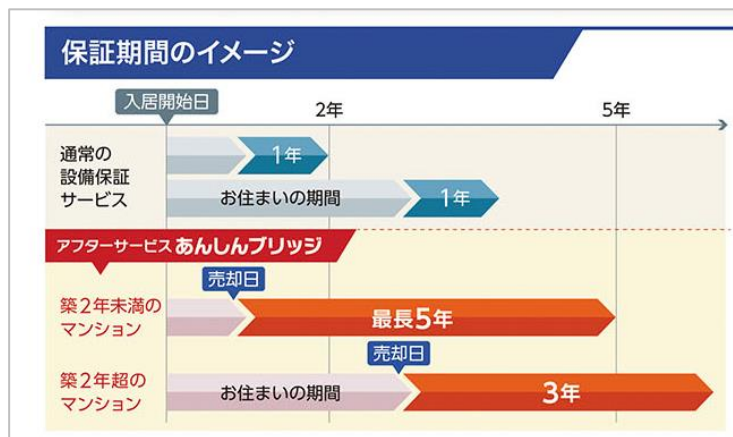 保証期間のイメージ
入居開始日
2年
5年
通常の
設備保証
サービス
1年
お住まいの期間
1年
アフターサービスあんしんブリッジ
売却日
築2年未満の
マンション
最長5年
売却日
築2年超の
マンション
お住まいの期間
3年